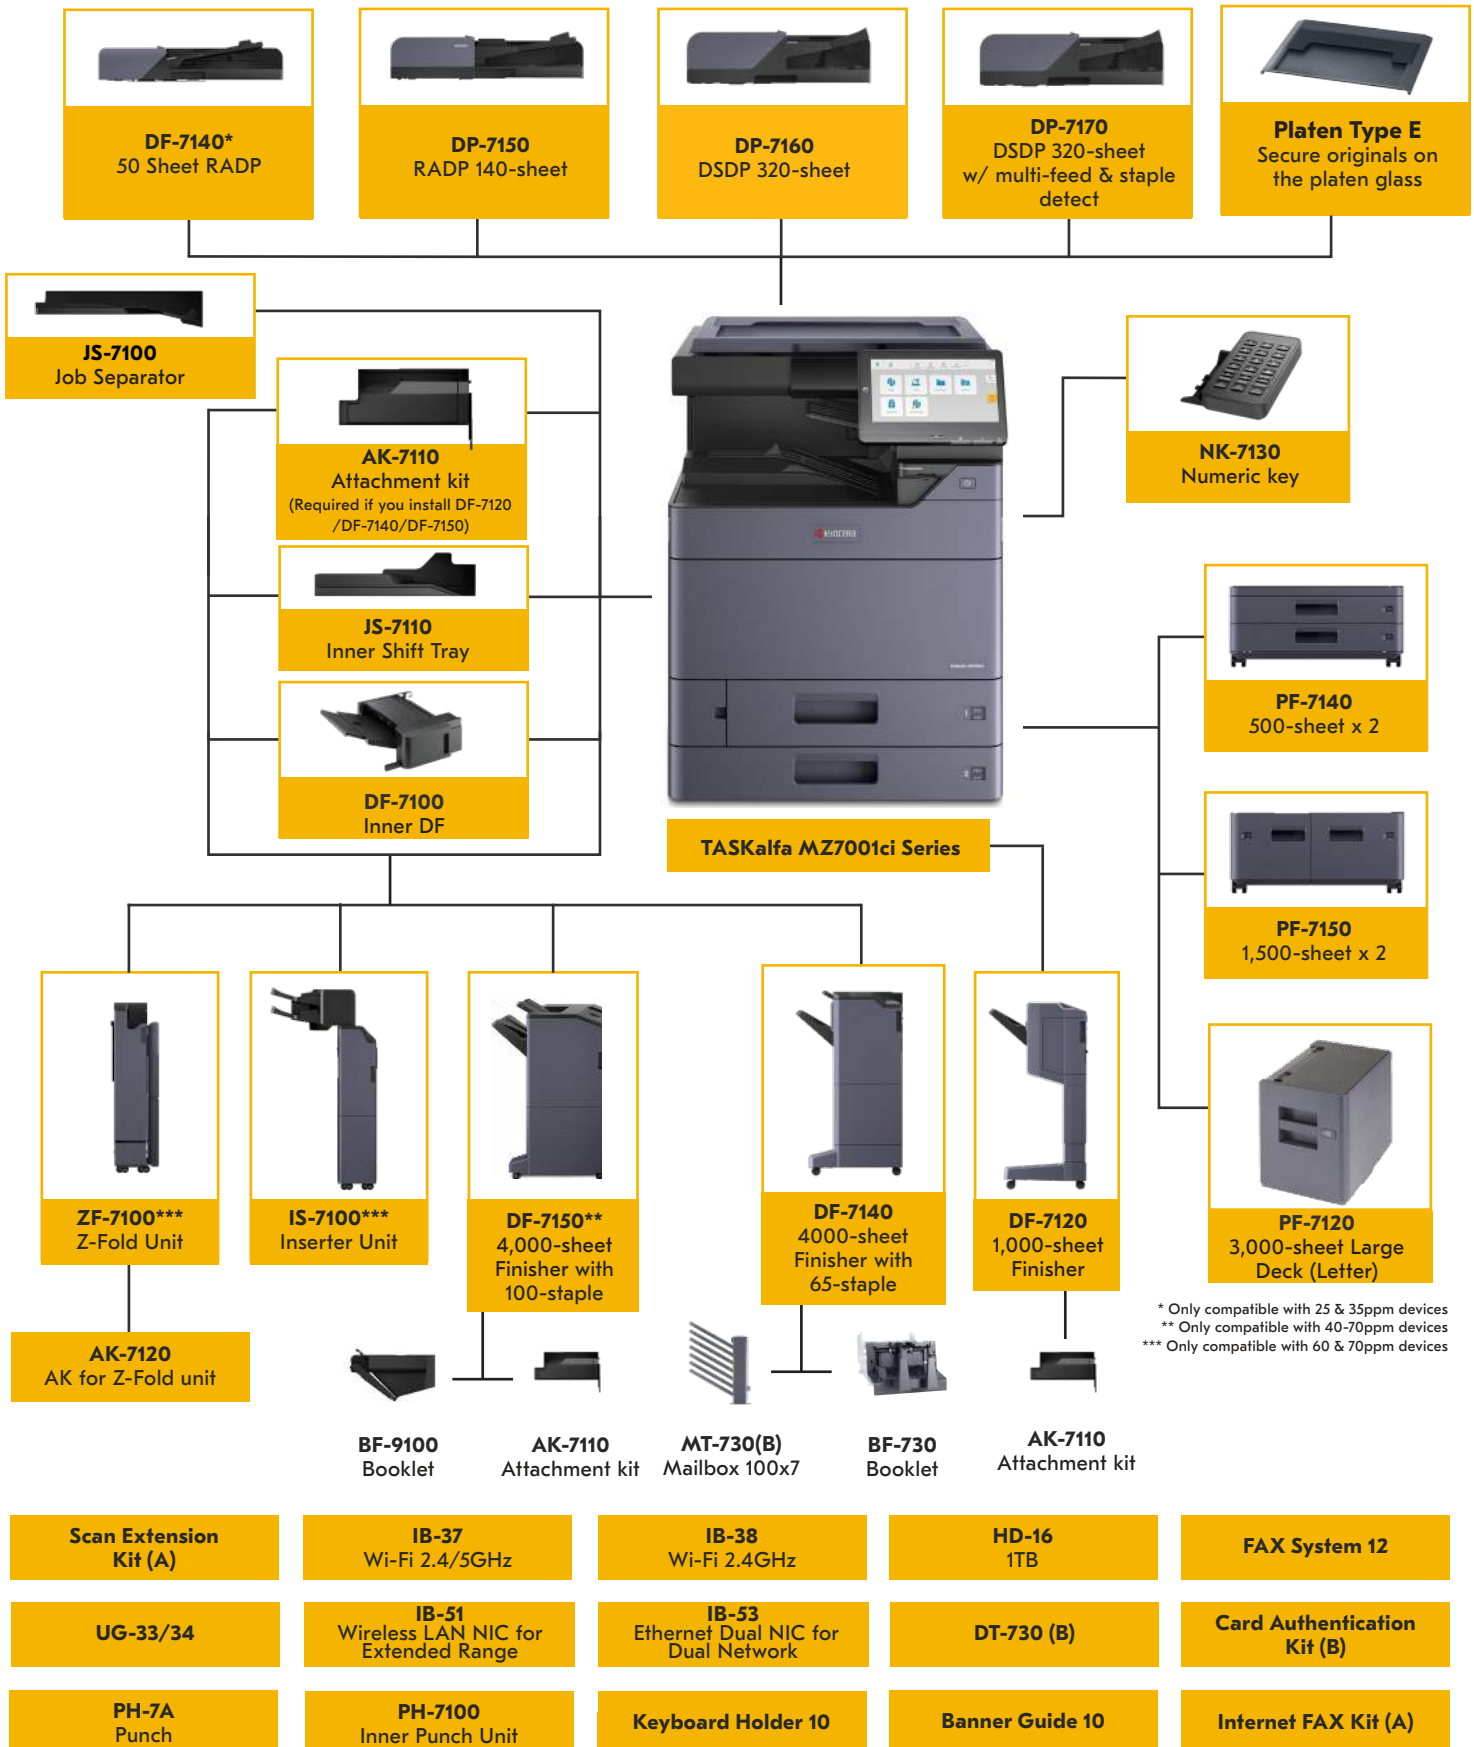 DF-7140*
50 Sheet RADP
DP-7150
RADP 140-sheet
DP-7160
DSDP 320-sheet
DP-7170
DSDP 320-sheet
w/ multi-feed & staple
detect
Platen Type E
Secure originals on
the platen glass
JS-7100
Job Separator
AK-7110
Attachment kit
(Required if you install DF-7120
/DF-7140/DF-7150)
JS-7110
Inner Shift Tray
DF-7100
Inner DF
KYOCERA
TASKalfa MZ7001ci Series
NK-7130
Numeric key
PF-7140
500-sheet x 2
PF-7150
1,500-sheet x 2
PF-7120
3,000-sheet Large
Deck (Letter)
ZF-7100***
Z-Fold Unit
IS-7100***
Inserter Unit
DF-7150**
4,000-sheet
Finisher with
100-staple
DF-7140
4000-sheet
Finisher with
65-staple
DF-7120
1,000-sheet
Finisher
* Only compatible with 25 & 35ppm devices
** Only compatible with 40-70ppm devices
*** Only compatible with 60 & 70ppm devices
AK-7120
AK for Z-Fold unit
BF-9100
Booklet
AK-7110
Attachment kit
MT-730(B)
Mailbox 100x7
BF-730
Booklet
AK-7110
Attachment kit
Scan Extension
Kit (A)
IB-37
Wi-Fi 2.4/5GHz
IB-38
Wi-Fi 2.4GHz
HD-16
1TB
FAX System 12
UG-33/34
IB-51
Wireless LAN NIC for
Extended Range
IB-53
Ethernet Dual NIC for
Dual Network
DT-730 (B)
Card Authentication
Kit (B)
PH-7A
Punch
PH-7100
Inner Punch Unit
Keyboard Holder 10
Banner Guide 10
Internet FAX Kit (A)